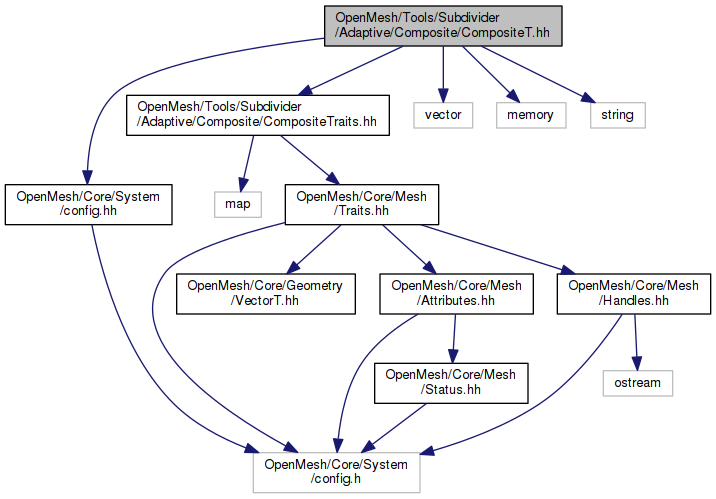 OpenMesh/Tools/Subdivider
/Adaptive/Composite/CompositeT.hh
OpenMesh/Tools/Subdivider
/Adaptive/Composite/CompositeTraits.hh
vector
memory
string
OpenMesh/Core/System
/config.hh
map
OpenMesh/Core/Mesh
/Traits.hh
OpenMesh/Core/Geometry
/VectorT.hh
OpenMesh/Core/Mesh
/Attributes.hh
OpenMesh/Core/Mesh
/Handles.hh
OpenMesh/Core/Mesh
/Status.hh
ostream
OpenMesh/Core/System
/config.h